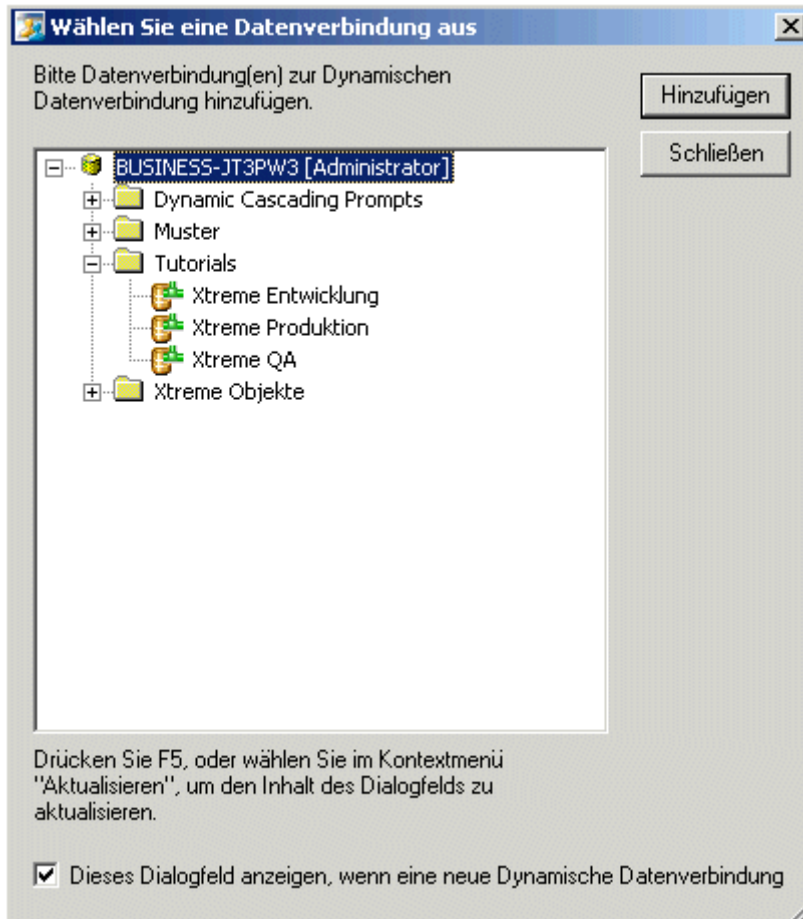 Wählen Sie eine Datenverbindung aus
Bitte Datenverbindung(en) zur Dynamischen
Datenverbindung hinzufügen.
Hinzufügen
Schließen
BUSINESS-JT3PW3 [Administrator]
Dynamic Cascading Prompts
Muster
Tutorials
Xtreme Entwicklung
Xtreme Produktion
Xtreme QA
Xtreme Objekte
Drücken Sie F5, oder wählen Sie im Kontextmenü
"Aktualisieren", um den Inhalt des Dialogfelds zu
aktualisieren.
Dieses Dialogfeld anzeigen, wenn eine neue Dynamische Datenverbindung